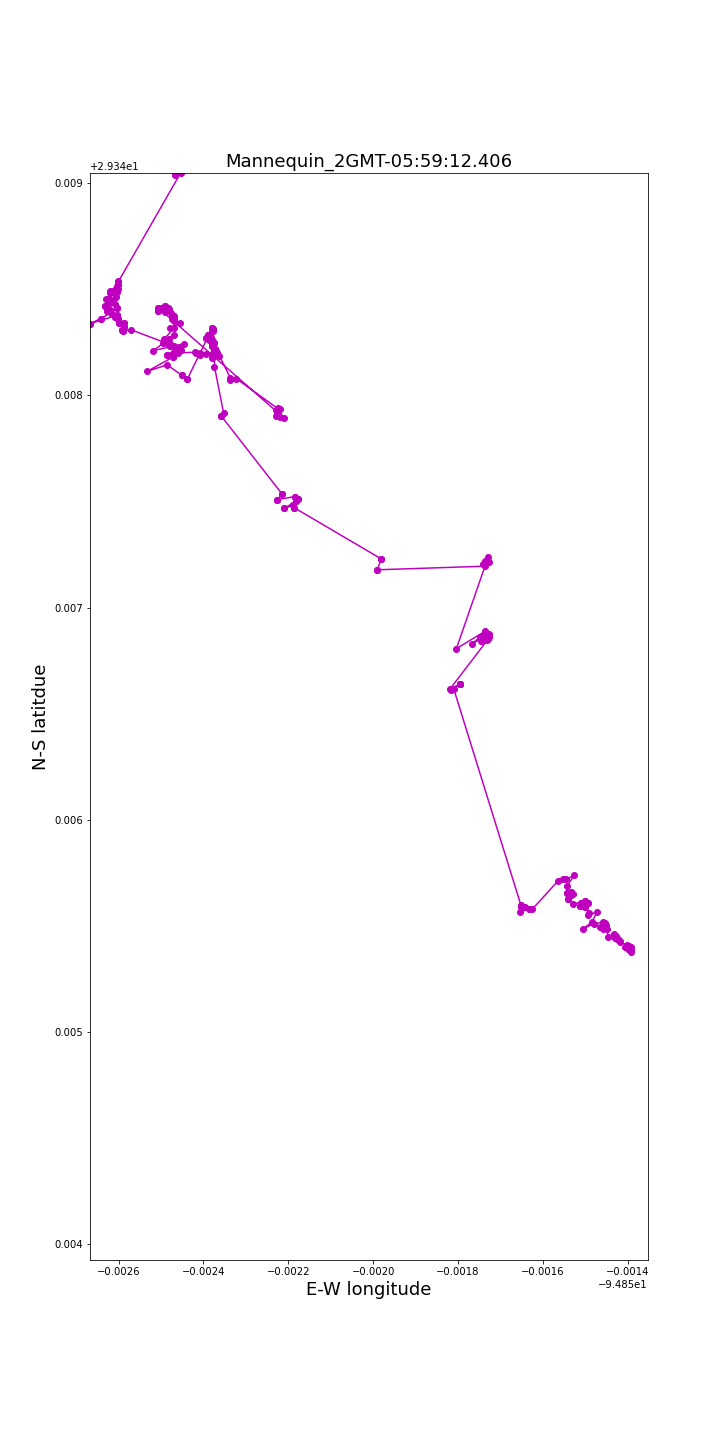 Mannequin_2GMT-05:59:12.406
+2.934e1
0.009
0.008
0.007
0.006
0.005
0.004
N-S latitdue
−0.0026 −0.0024 −0.0022 −0.0020 −0.0018 −0.0016 −0.0014
−9.485e1
E-W longitude